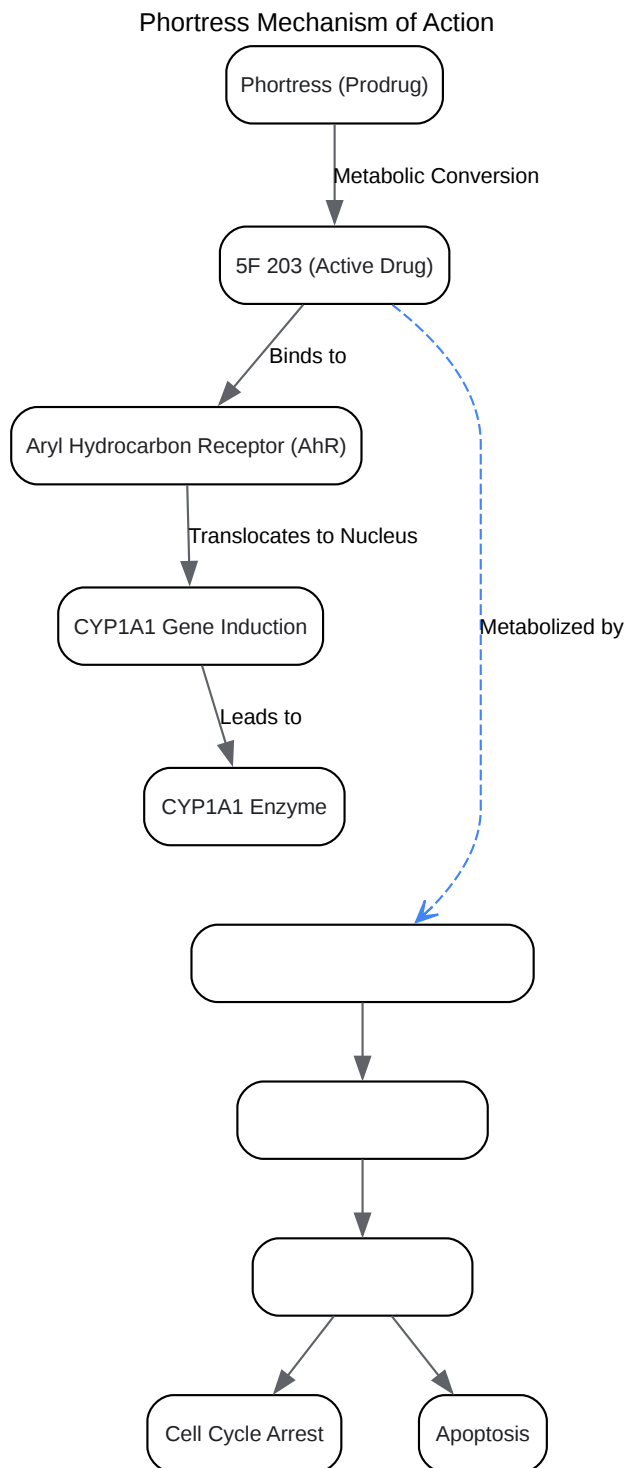 Phortress Mechanism of Action
Phortress (Prodrug)
Metabolic Conversion
5F 203 (Active Drug)
Binds to
Aryl Hydrocarbon Receptor (AhR)
Translocates to Nucleus
CYP1A1 Gene Induction
Metabolized by
Leads to
CYP1A1 Enzyme
Cell Cycle Arrest
Apoptosis